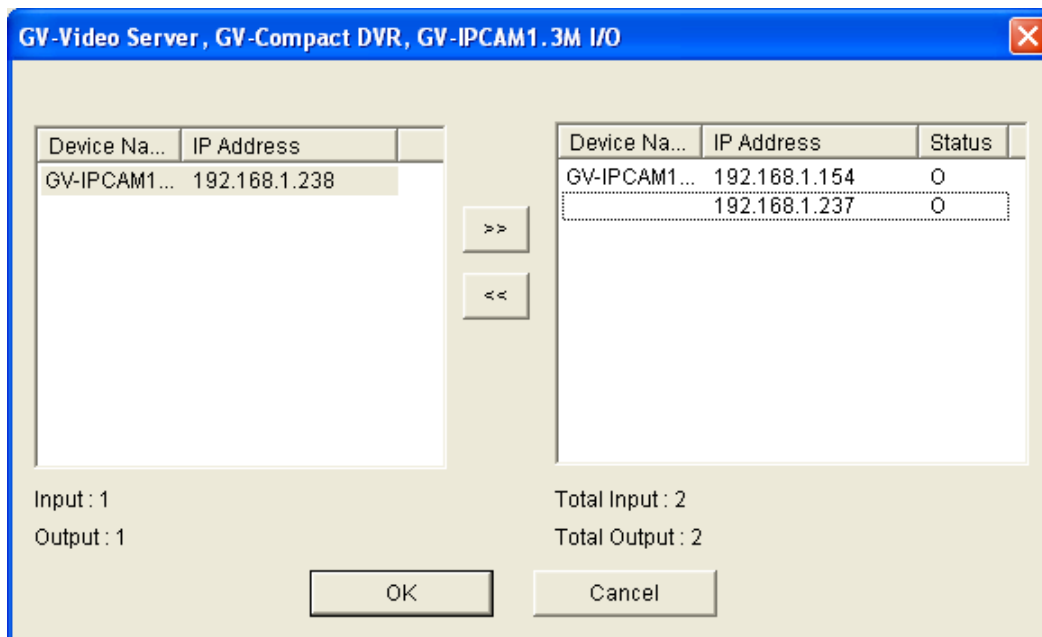 GV-Video Server, GV-Compact DVR, GV-IPCAM1.3M I/O
Device Na... IP Address
GV-IPCAM1... 192.168.1.238
>>
<<
Device Na... IP Address Status
GV-IPCAM1... 192.168.1.154 O
192.168.1.237 O
Input : 1
Output : 1
Total Input : 2
Total Output : 2
OK
Cancel